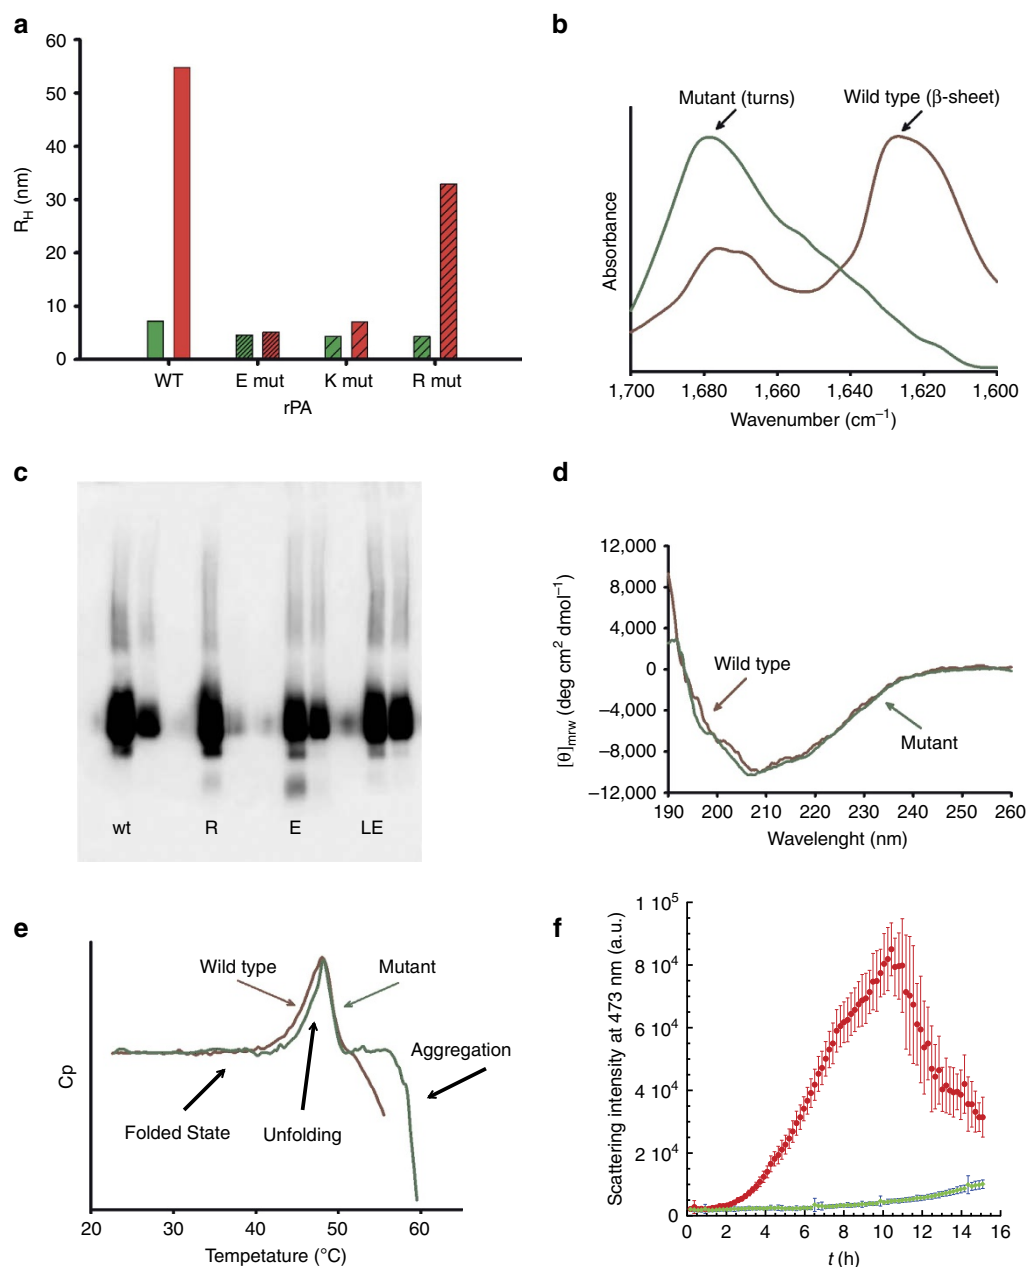 a
60
50
40
30
20
10
0
R_H (nm)
WT
E mut
K mut
R mut
rPA
b
Mutant (turns)
Wild type (β-sheet)
Absorbance
1,700
1,680
1,660
1,640
1,620
1,600
Wavenumber (cm⁻¹)
c
wt
R
E
LE
d
12,000
8,000
4,000
0
−4,000
−8,000
−12,000
[θ]mrw (deg cm² dmol⁻¹)
Wild type
Mutant
190
200
210
220
230
240
250
260
Wavelenght (nm)
e
Wild type
Mutant
Aggregation
Folded State
Unfolding
Cp
20
30
40
50
60
Tempetature (°C)
f
1 10⁵
8 10⁴
6 10⁴
4 10⁴
2 10⁴
0
Scattering intensity at 473 nm (a.u.)
0
2
4
6
8
10
12
14
16
t (h)